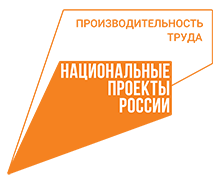 ПРОИЗВОДИТЕЛЬНОСТЬ
ТРУДА
НАЦИОНАЛЬНЫЕ
ПРОЕКТЫ
РОССИИ